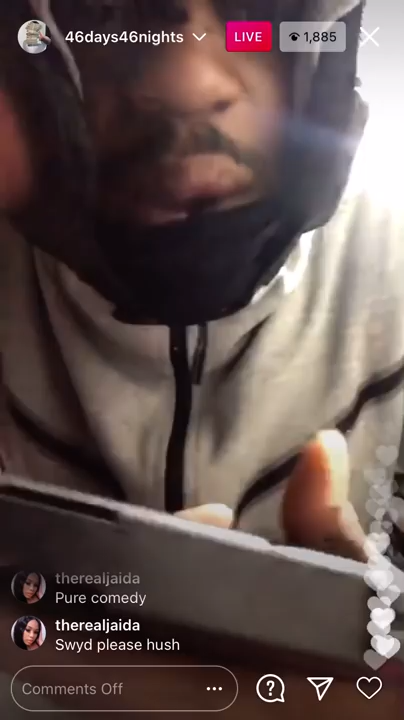 46days46nights
LIVE
1,885
therealjaida
Pure comedy
therealjaida
Swyd please hush
Comments Off